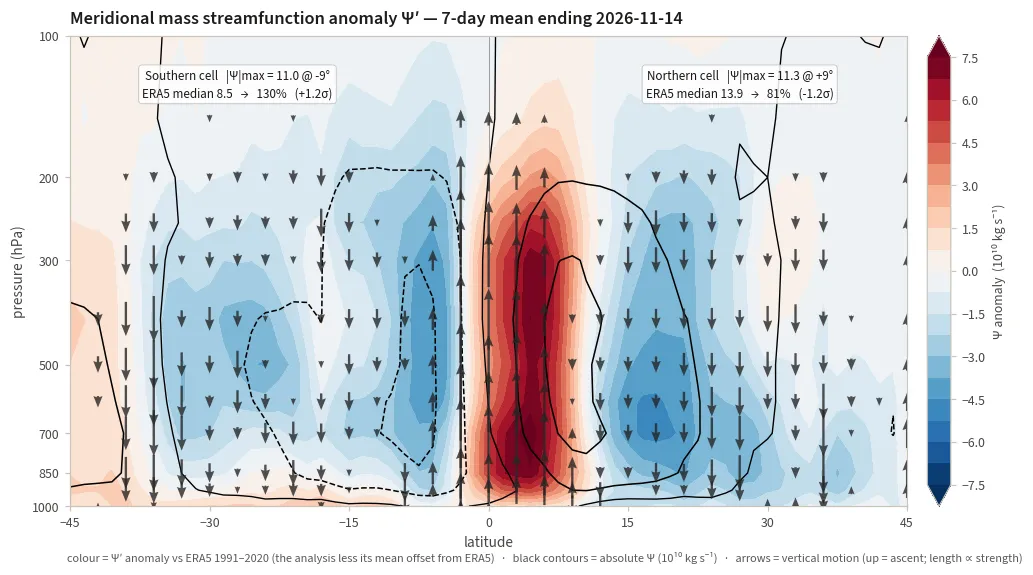 Meridional mass streamfunction anomaly Ψ′ — 7-day mean ending 2026-11-14
Southern cell |Ψ|max = 11.0 @ -9°
ERA5 median 8.5 → 130% (+1.2σ)
Northern cell |Ψ|max = 11.3 @ +9°
ERA5 median 13.9 → 81% (-1.2σ)
pressure (hPa)
100
200
300
400
500
700
850
1000
−45
−30
−15
0
15
30
45
latitude
7.5
6.0
4.5
3.0
1.5
0.0
−1.5
−3.0
−4.5
−6.0
−7.5
Ψ anomaly (10¹⁰ kg s⁻¹)
colour = Ψ′ anomaly vs ERA5 1991–2020 (the analysis less its mean offset from ERA5) · black contours = absolute Ψ (10¹⁰ kg s⁻¹) · arrows = vertical motion (up = ascent; length ∝ strength)